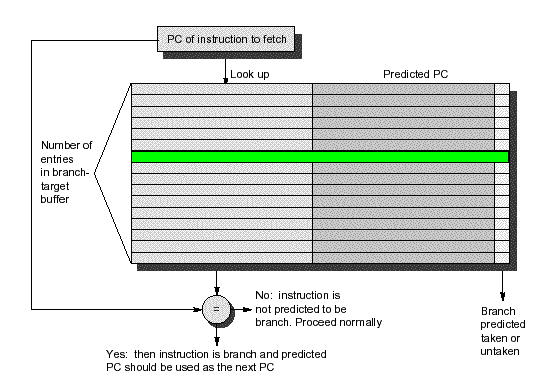 PC of instruction to fetch
Look up
Predicted PC
Number of
entries
in branch-
target
buffer
=
No: instruction is
not predicted to be
branch. Proceed normally
Branch
predicted
taken or
untaken
Yes: then instruction is branch and predicted
PC should be used as the next PC